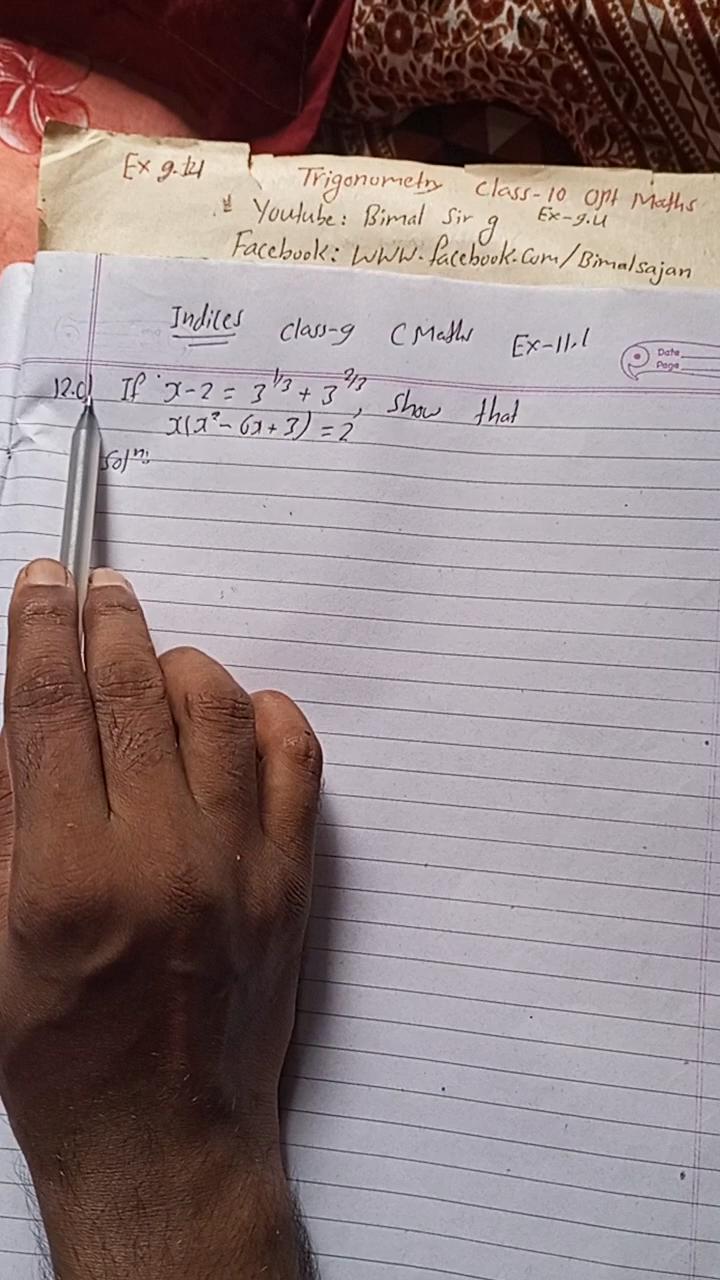 Ex 9.14
Trigonometry Class-10 Opt Maths
Youtube: Bimal Sir g Ex-9.4
Facebook: WWW.facebook.Com/Bimalsajan
Indices Class-9 C Maths Ex-11.1
Date
Page
12.d) If x-2 = 3^{1/3} + 3^{2/3}, show that
x(x² - 6x + 3) = 2
Solⁿ: